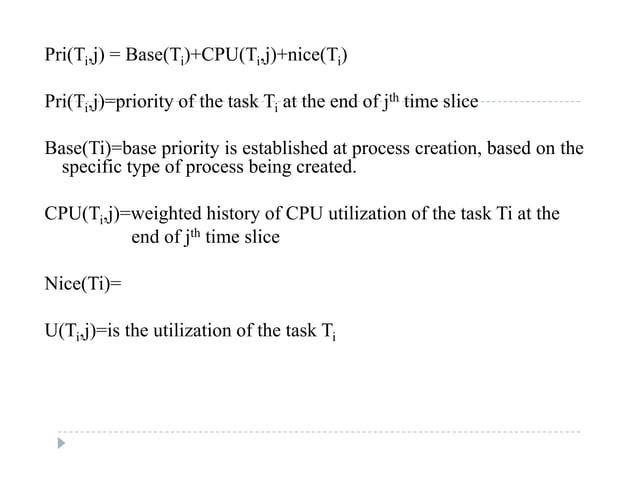 Pri(Ti,j) = Base(Ti)+CPU(Ti,j)+nice(Ti)
Pri(Ti,j)=priority of the task Ti at the end of jth time slice
Base(Ti)=base priority is established at process creation, based on the
specific type of process being created.
CPU(Ti,j)=weighted history of CPU utilization of the task Ti at the
end of jth time slice
Nice(Ti)=
U(Ti,j)=is the utilization of the task Ti